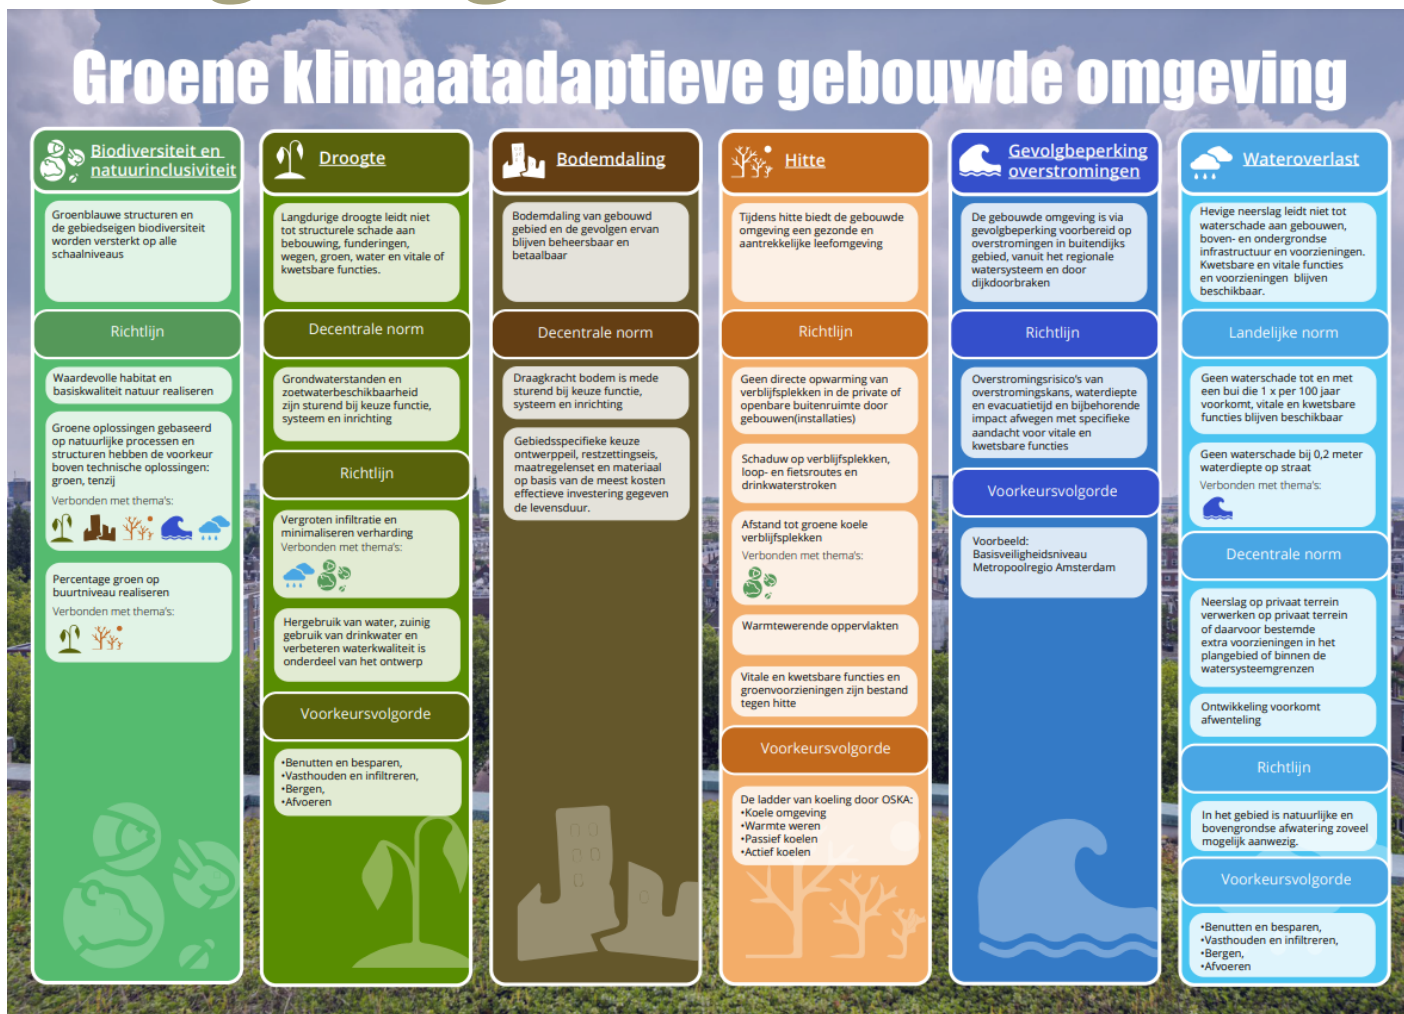 Groene klimaatadaptieve gebouwde omgeving
Biodiversiteit en
natuurinclusiviteit
Groenblauwe structuren en
de gebiedseigen biodiversiteit
worden versterkt op alle
schaalniveaus
Richtlijn
Waardevolle habitat en
basiskwaliteit natuur realiseren
Groene oplossingen gebaseerd
op natuurlijke processen en
structuren hebben de voorkeur
boven technische oplossingen:
groen, tenzij
Verbonden met thema's:
Percentage groen op
buurtniveau realiseren
Verbonden met thema's:
Droogte
Langdurige droogte leidt niet
tot structurele schade aan
bebouwing, funderingen,
wegen, groen, water en vitale of
kwetsbare functies.
Decentrale norm
Grondwaterstanden en
zoetwaterbeschikbaarheid
zijn sturend bij keuze functie,
systeem en inrichting
Richtlijn
Vergroten infiltratie en
minimaliseren verharding
Verbonden met thema's:
Hergebruik van water, zuinig
gebruik van drinkwater en
verbeteren waterkwaliteit is
onderdeel van het ontwerp
Voorkeursvolgorde
•Benutten en besparen,
•Vasthouden en infiltreren,
•Bergen,
•Afvoeren
Bodemdaling
Bodemdaling van gebouwd
gebied en de gevolgen ervan
blijven beheersbaar en
betaalbaar
Decentrale norm
Draagkracht bodem is mede
sturend bij keuze functie,
systeem en inrichting
Gebiedsspecifieke keuze
ontwerppeil, restzettingseis,
maatregelenset en materiaal
op basis van de meest kosten
effectieve investering gegeven
de levensduur.
Hitte
Tijdens hitte biedt de gebouwde
omgeving een gezonde en
aantrekkelijke leefomgeving
Richtlijn
Geen directe opwarming van
verblijfsplekken in de private of
openbare buitenruimte door
gebouwen(installaties)
Schaduw op verblijfsplekken,
loop- en fietsroutes en
drinkwaterstroken
Afstand tot groene koele
verblijfsplekken
Verbonden met thema's:
Warmtewerende oppervlakten
Vitale en kwetsbare functies en
groenvoorzieningen zijn bestand
tegen hitte
Voorkeursvolgorde
De ladder van koeling door OSKA:
•Koele omgeving
•Warmte weren
•Passief koelen
•Actief koelen
Gevolgbeperking
overstromingen
De gebouwde omgeving is via
gevolgbeperking voorbereid op
overstromingen in buitendijks
gebied, vanuit het regionale
watersysteem en door
dijkdoorbraken
Richtlijn
Overstromingsrisico's van
overstromingskans, waterdiepte
en evacuatietijd en bijbehorende
impact afwegen met specifieke
aandacht voor vitale en
kwetsbare functies
Voorkeursvolgorde
Voorbeeld:
Basisveiligheidsniveau
Metropoolregio Amsterdam
Wateroverlast
Hevige neerslag leidt niet tot
waterschade aan gebouwen,
boven- en ondergrondse
infrastructuur en voorzieningen.
Kwetsbare en vitale functies
en voorzieningen blijven
beschikbaar.
Landelijke norm
Geen waterschade tot en met
een bui die 1 x per 100 jaar
voorkomt, vitale en kwetsbare
functies blijven beschikbaar
Geen waterschade bij 0,2 meter
waterdiepte op straat
Verbonden met thema's:
Decentrale norm
Neerslag op privaat terrein
verwerken op privaat terrein
of daarvoor bestemde
extra voorzieningen in het
plangebied of binnen de
watersysteemgrenzen
Ontwikkeling voorkomt
afwenteling
Richtlijn
In het gebied is natuurlijke en
bovengrondse afwatering zoveel
mogelijk aanwezig.
Voorkeursvolgorde
•Benutten en besparen,
•Vasthouden en infiltreren,
•Bergen,
•Afvoeren